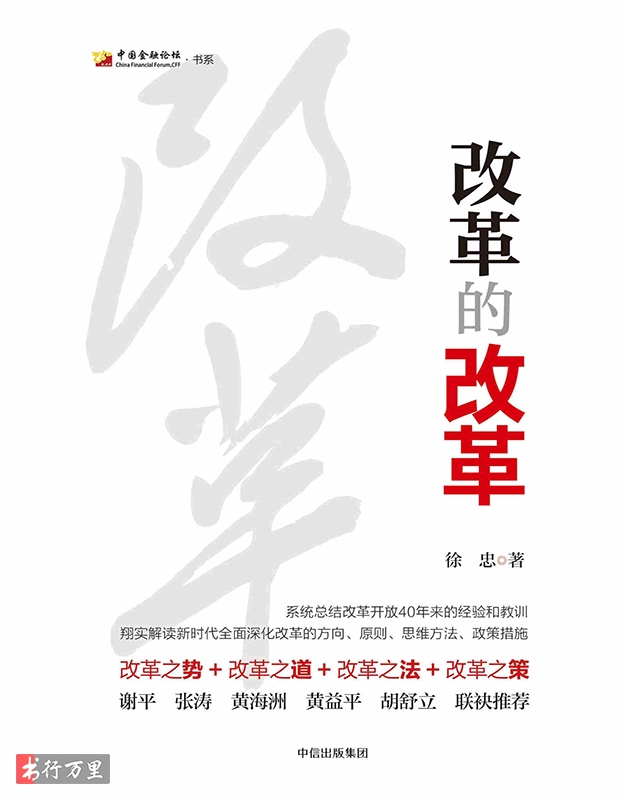 中国金融论坛·书系
China Financial Forum,CFF
改革
改革的改革
徐 忠 著
系统总结改革开放40年来的经验和教训
翔实解读新时代全面深化改革的方向、原则、思维方法、政策措施
改革之势+改革之道+改革之法+改革之策
谢平 张涛 黄海洲 黄益平 胡舒立 联袂推荐
中信出版集团
书行万里